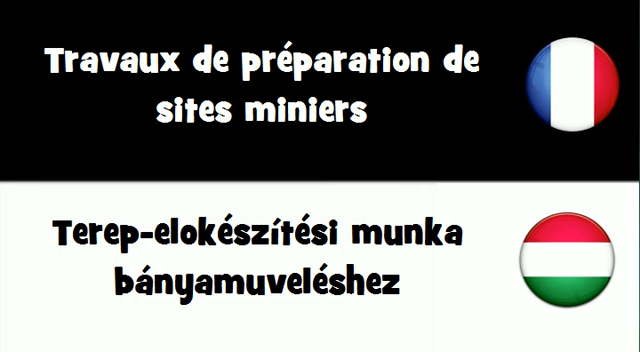 Travaux de préparation de
sites miniers
Terep-elokészítési munka
bányamuveléshez